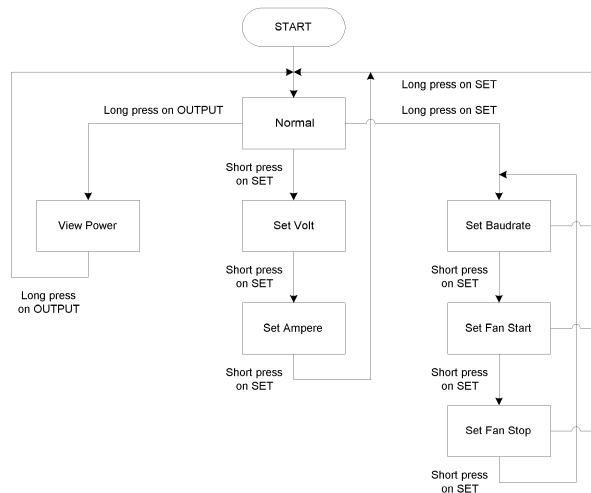 START
Long press on SET
Long press on OUTPUT
Long press on SET
Normal
Short press
on SET
View Power
Set Volt
Set Baudrate
Short press
on SET
Short press
on SET
Long press
on OUTPUT
Set Ampere
Set Fan Start
Short press
on SET
Short press
on SET
Set Fan Stop
Short press
on SET